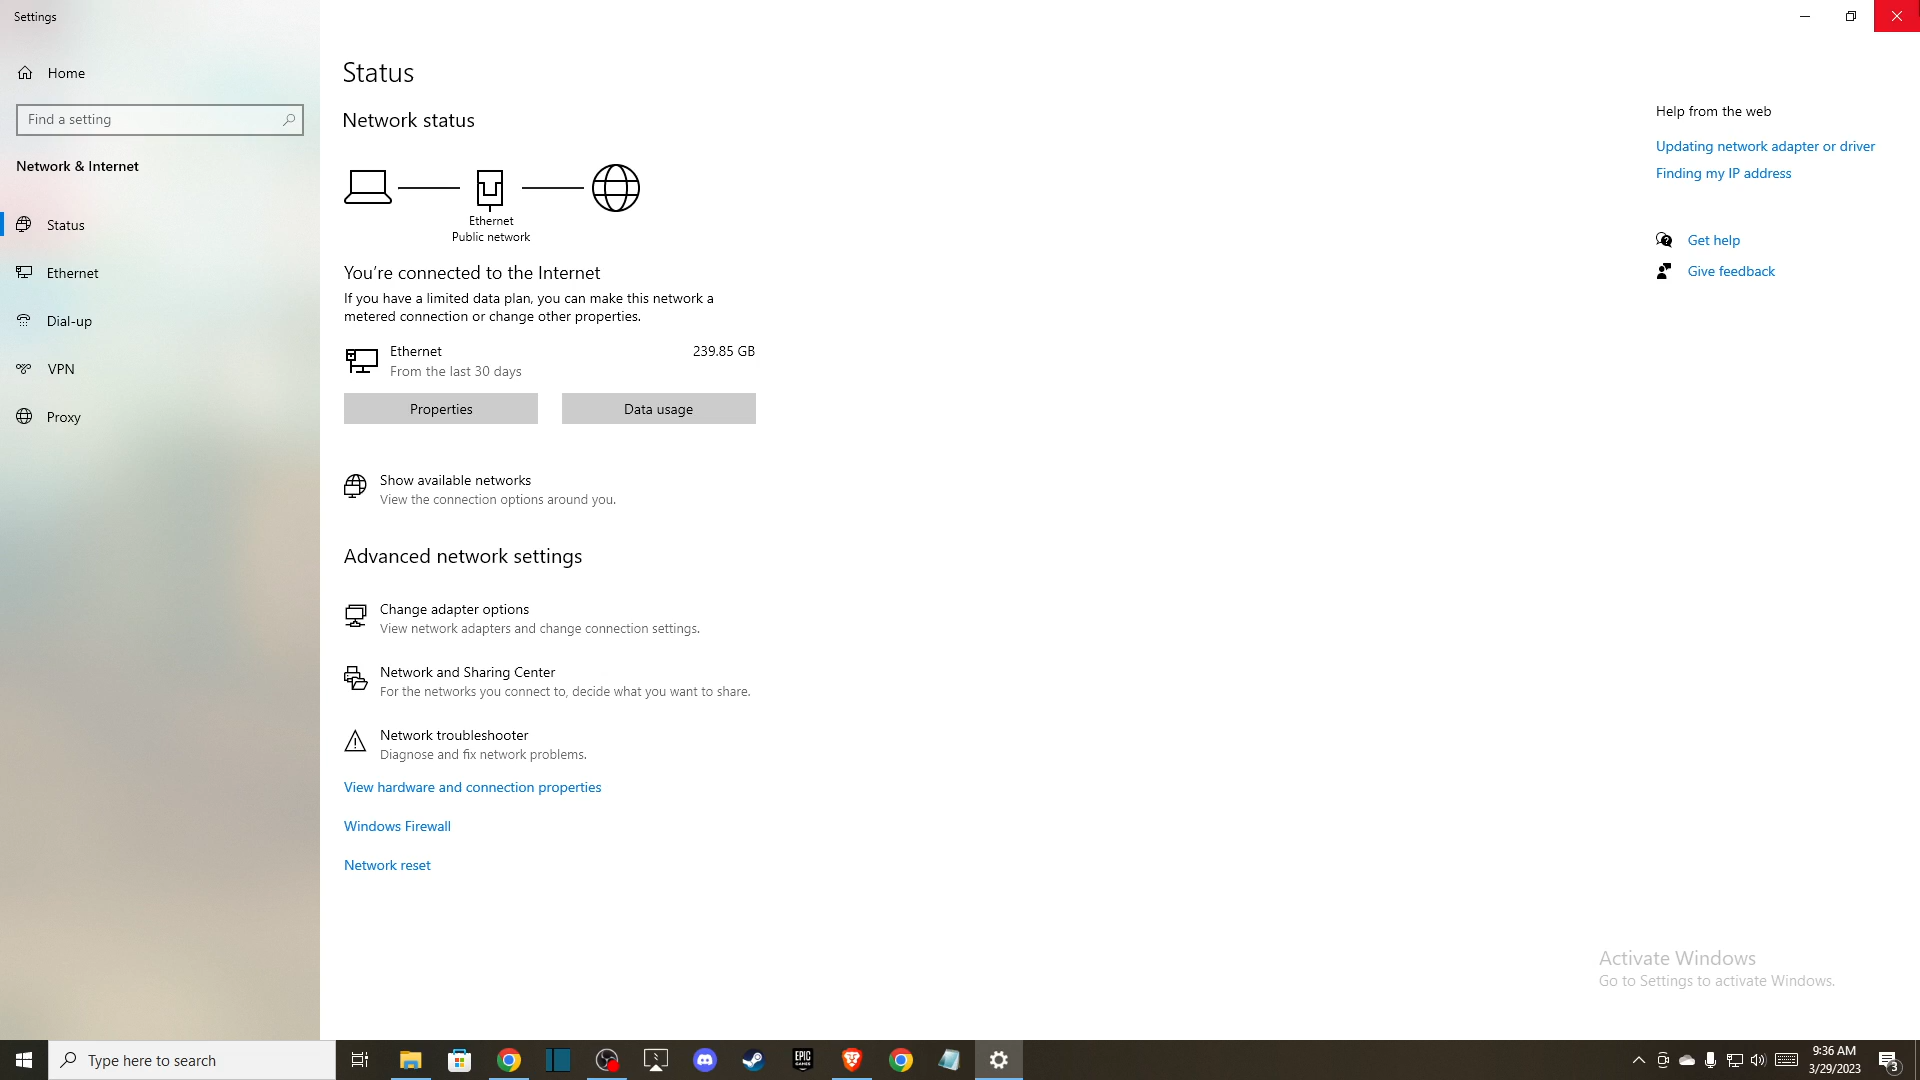 Settings
Home
Find a setting
Network & Internet
Status
Ethernet
Dial-up
VPN
Proxy
Status
Network status
Ethernet
Public network
You’re connected to the Internet
If you have a limited data plan, you can make this network a
metered connection or change other properties.
Ethernet
239.85 GB
From the last 30 days
Properties
Data usage
Show available networks
View the connection options around you.
Advanced network settings
Change adapter options
View network adapters and change connection settings.
Network and Sharing Center
For the networks you connect to, decide what you want to share.
Network troubleshooter
Diagnose and fix network problems.
View hardware and connection properties
Windows Firewall
Network reset
Help from the web
Updating network adapter or driver
Finding my IP address
Get help
Give feedback
Activate Windows
Go to Settings to activate Windows.
Type here to search
EPIC
GAMES
9:36 AM
3/29/2023
3